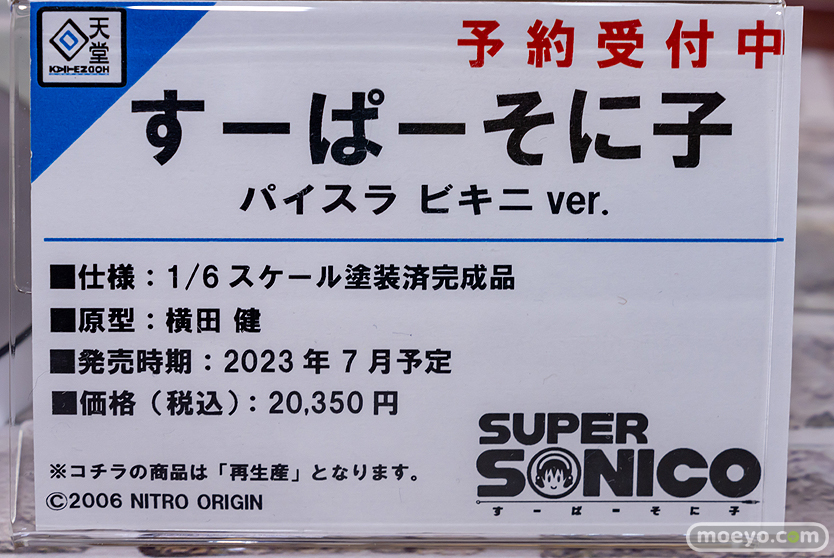 天堂
KAITENDOH
予約受付中
すーぱーそに子
パイスラ ビキニ ver.
■仕様：1/6 スケール塗装済完成品
■原型：横田 健
■発売時期：2023 年 7 月予定
■価格（税込）：20,350 円
※コチラの商品は「再生産」となります。
©2006 NITRO ORIGIN
SUPER
SONICO
すーぱーそに子
moeyo.com